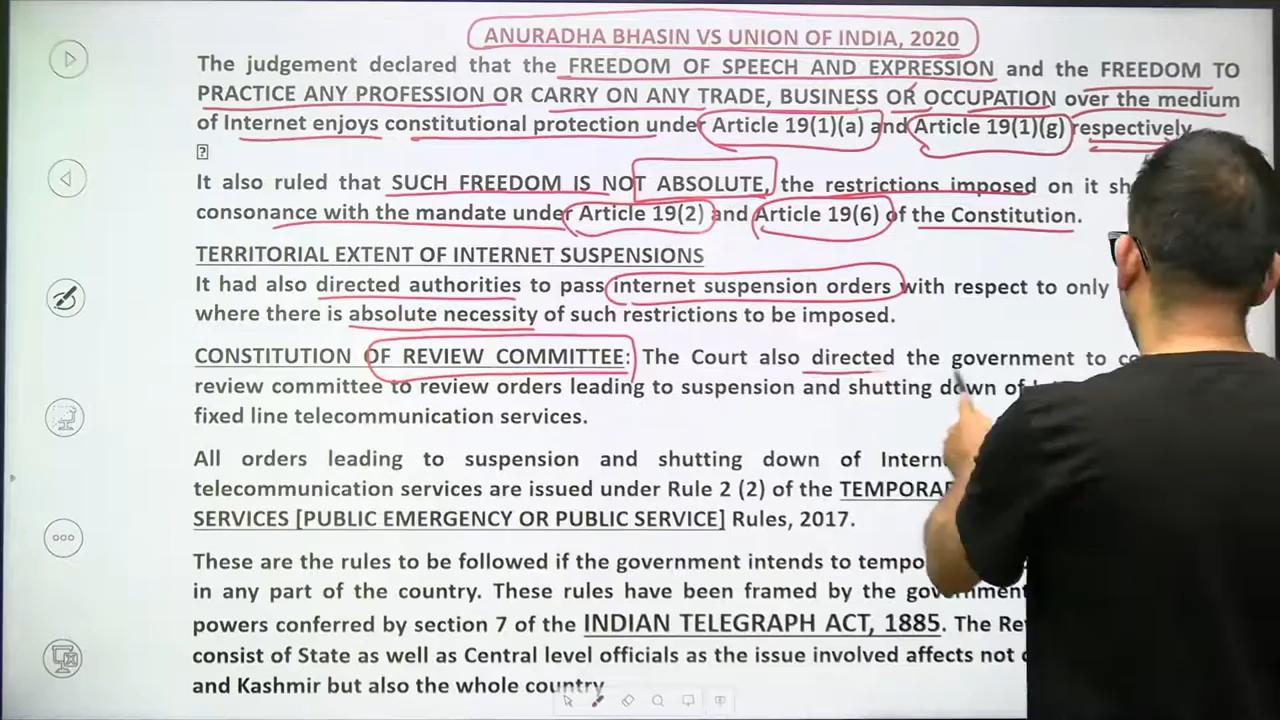 ANURADHA BHASIN VS UNION OF INDIA, 2020
The judgement declared that the FREEDOM OF SPEECH AND EXPRESSION and the FREEDOM TO
PRACTICE ANY PROFESSION OR CARRY ON ANY TRADE, BUSINESS OR OCCUPATION over the medium
of Internet enjoys constitutional protection under Article 19(1)(a) and Article 19(1)(g) respectively
It also ruled that SUCH FREEDOM IS NOT ABSOLUTE, the restrictions imposed on it
consonance with the mandate under Article 19(2) and Article 19(6) of the Constitution.
TERRITORIAL EXTENT OF INTERNET SUSPENSIONS
It had also directed authorities to pass internet suspension orders with respect to only
where there is absolute necessity of such restrictions to be imposed.
CONSTITUTION OF REVIEW COMMITTEE: The Court also directed the government to
review committee to review orders leading to suspension and shutting down of
fixed line telecommunication services.
All orders leading to suspension and shutting down of
telecommunication services are issued under Rule 2 (2) of the
SERVICES [PUBLIC EMERGENCY OR PUBLIC SERVICE] Rules, 2017.
These are the rules to be followed if the government intends to
in any part of the country. These rules have been framed by the
powers conferred by section 7 of the INDIAN TELEGRAPH ACT, 1885. The
consist of State as well as Central level officials as the issue involved affects not
and Kashmir but also the whole country